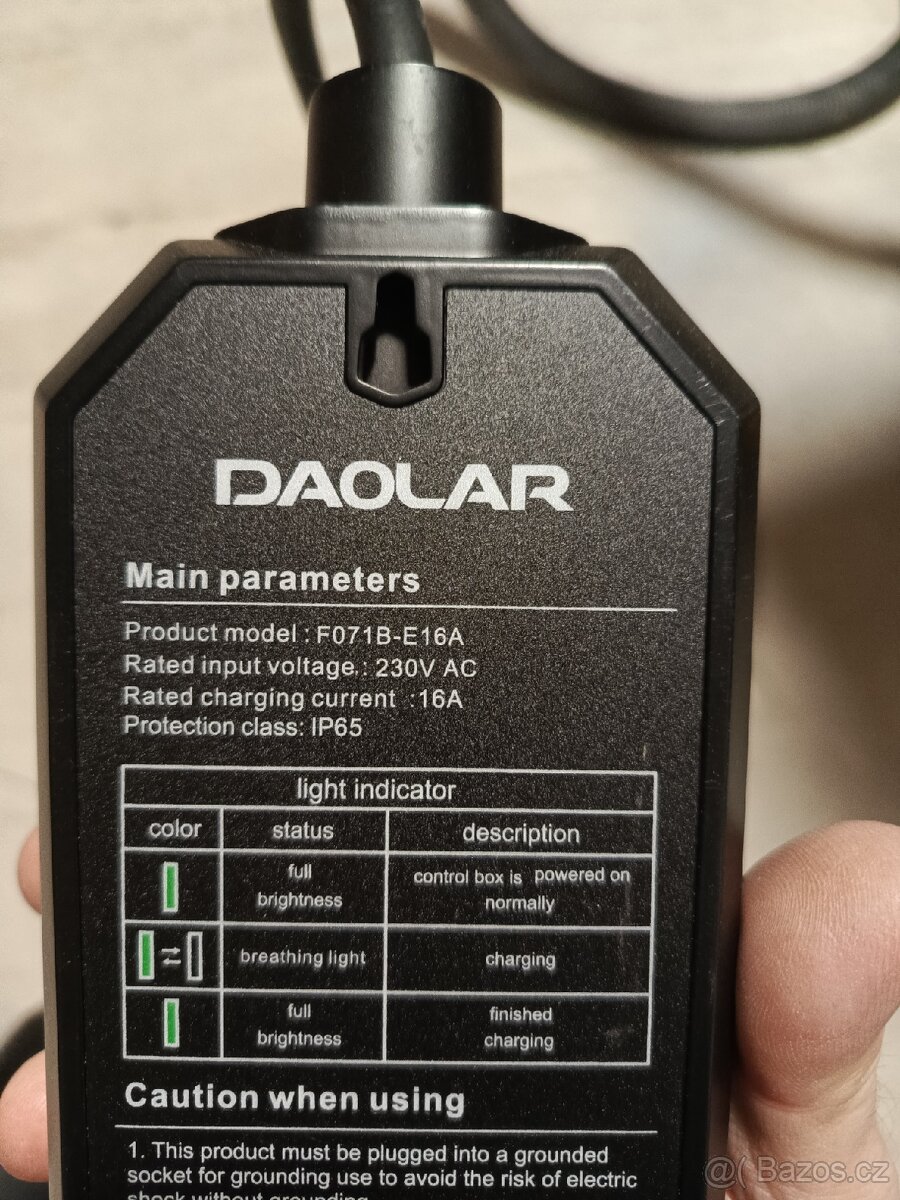 DAOLAR
Main parameters
Product model : F071B-E16A
Rated input voltage.: 230V AC
Rated charging current :16A
Protection class: IP65
light indicator
color status description
full brightness control box is powered on normally
breathing light charging
full brightness finished charging
Caution when using
1. This product must be plugged into a grounded
socket for grounding use to avoid the risk of electric
shock without grounding.
@( Bazos.cz